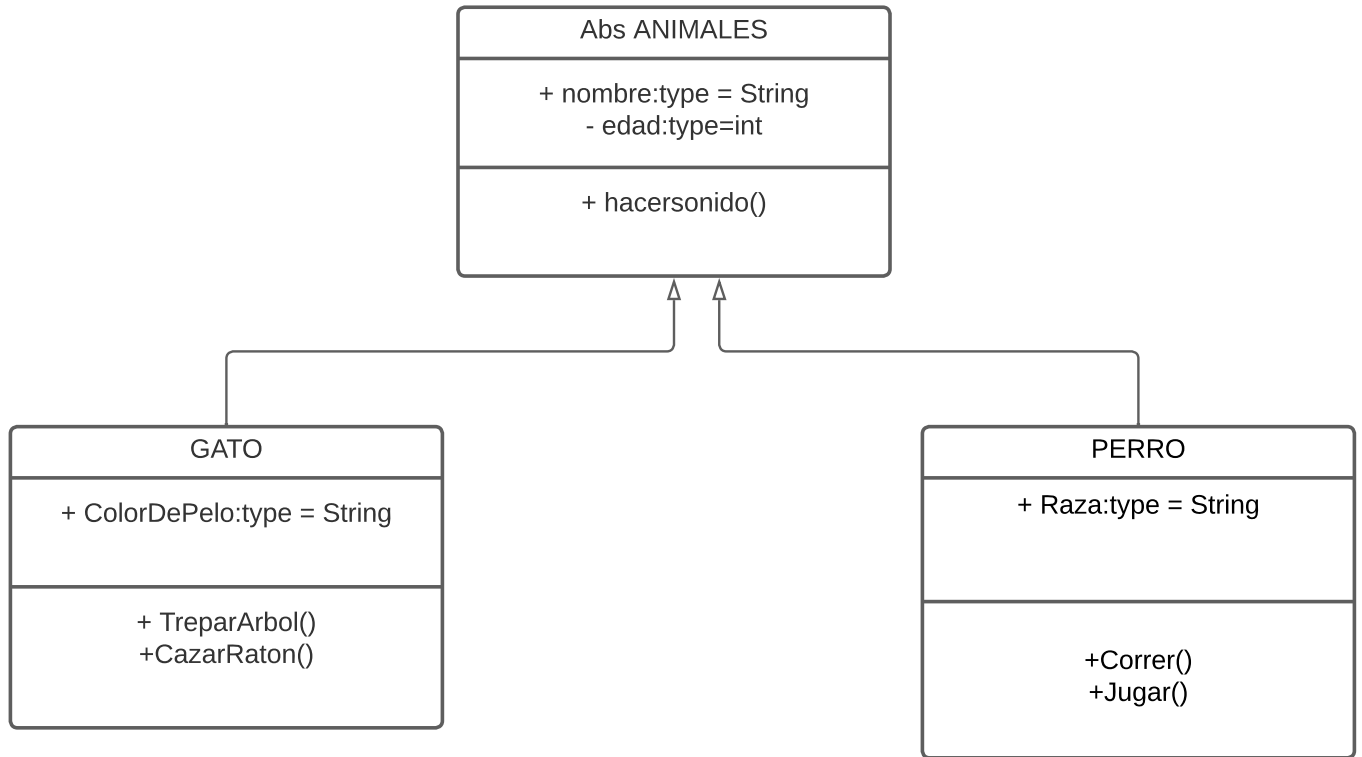 Abs ANIMALES
+ nombre:type = String
- edad:type=int
+ hacersonido()
GATO
+ ColorDePelo:type = String
+ TreparArbol()
+CazarRaton()
PERRO
+ Raza:type = String
+Correr()
+Jugar()